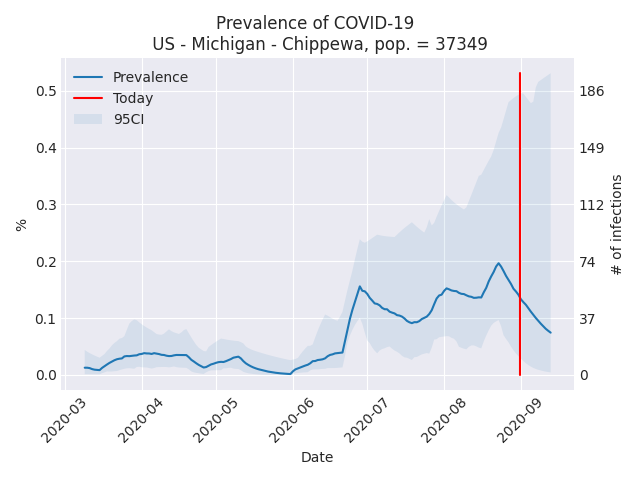 Prevalence of COVID-19
US - Michigan - Chippewa, pop. = 37349
Prevalence
Today
95CI
0.5
0.4
0.3
0.2
0.1
0.0
%
186
149
112
74
37
0
# of infections
2020-03
2020-04
2020-05
2020-06
2020-07
2020-08
2020-09
Date